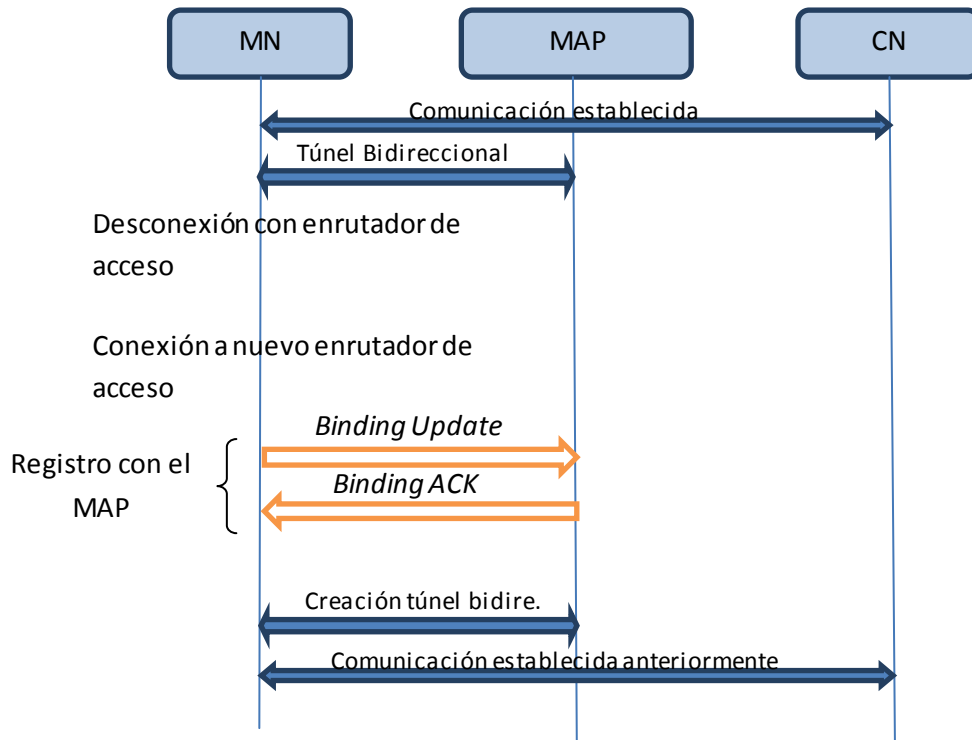 MN
MAP
CN
Comunicación establecida
Túnel Bidireccional
Desconexión con enrutador de
acceso
Conexión a nuevo enrutador de
acceso
Binding Update
Registro con el
MAP
Binding ACK
Creación túnel bidire.
Comunicación establecida anteriormente